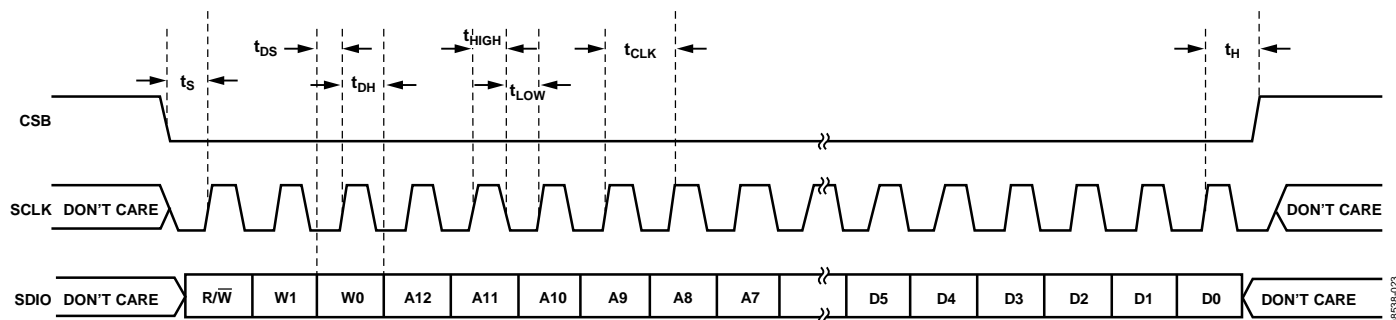 tDS
tHIGH
tCLK
tH
tS
tDH
tLOW
CSB
SCLK DON'T CARE
DON'T CARE
SDIO DON'T CARE
R/W̅ W1 W0 A12 A11 A10 A9 A8 A7 D5 D4 D3 D2 D1 D0
DON'T CARE